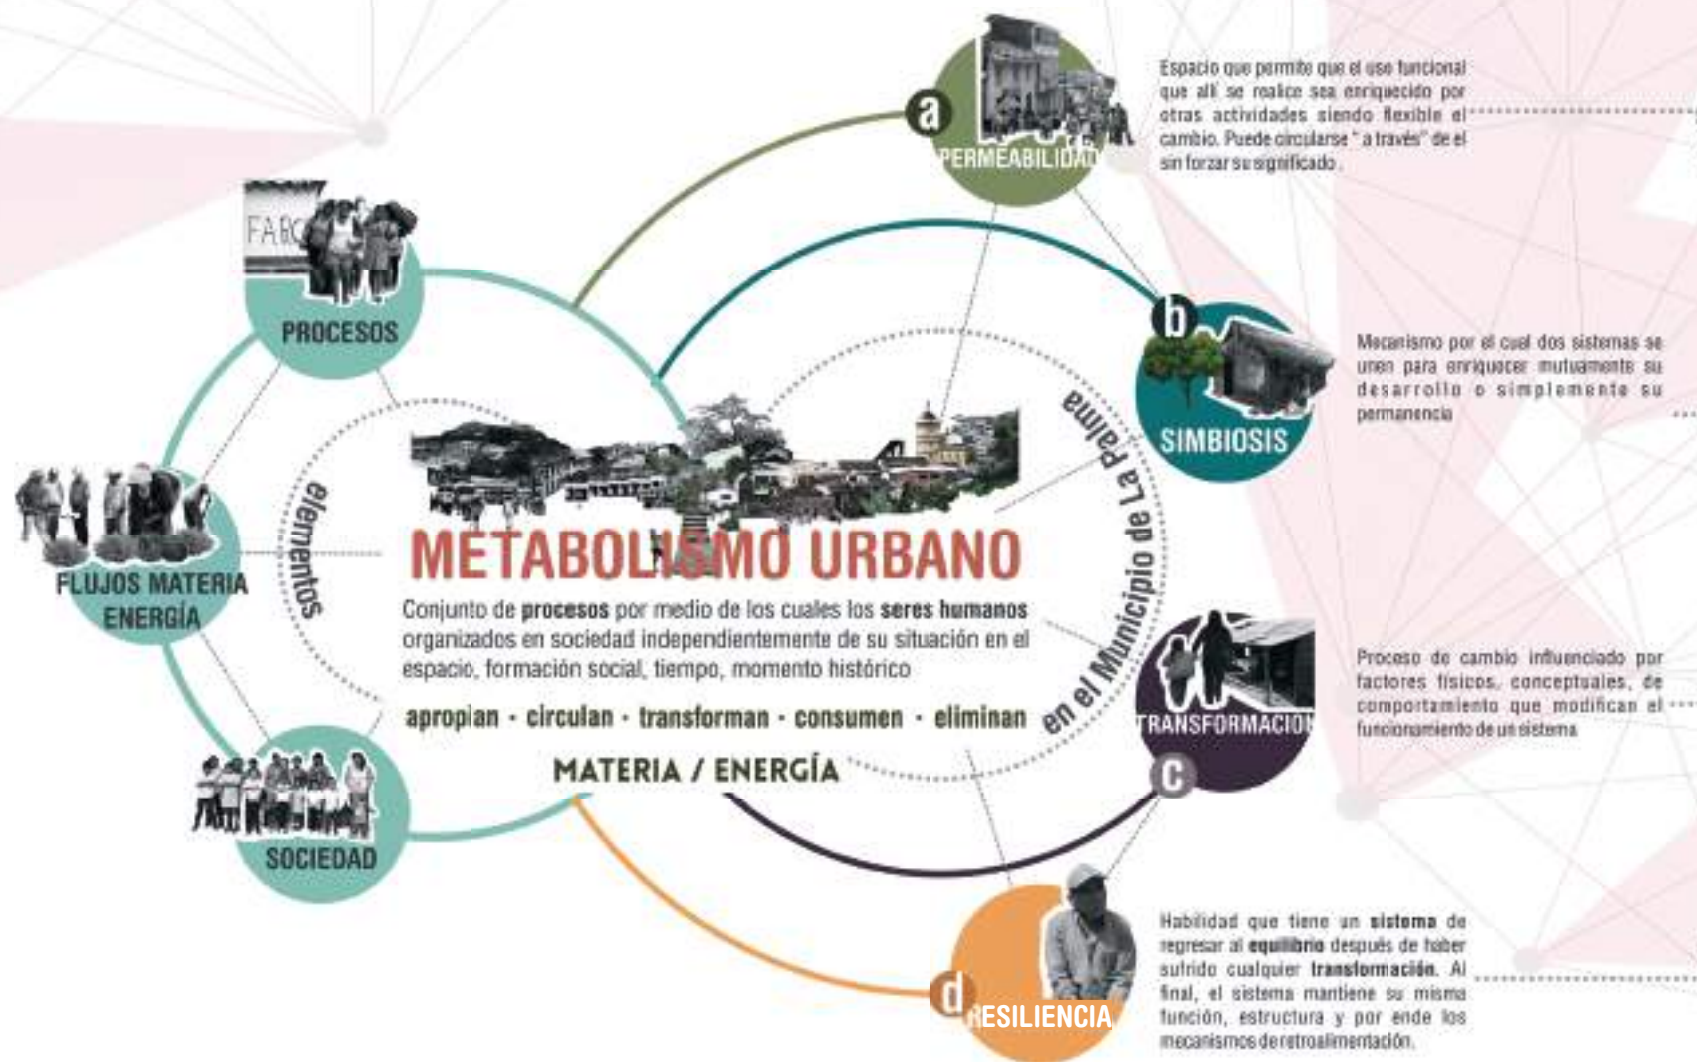 a
PERMEABILIDAD
Espacio que permite que el uso funcional
que allí se realice sea enriquecido por
otras actividades siendo flexible el
cambio. Puede circularse " a través" de el
sin forzar su significado .
FARC
PROCESOS
b
SIMBIOSIS
Mecanismo por el cual dos sistemas se
unen para enriquecer mutuamente su
desarrollo o simplemente su
permanencia
elementos
en el Municipio de La Palma
FLUJOS MATERIA
ENERGÍA
METABOLISMO URBANO
Conjunto de procesos por medio de los cuales los seres humanos
organizados en sociedad independientemente de su situación en el
espacio, formación social, tiempo, momento histórico
apropian - circulan - transforman - consumen - eliminan
MATERIA / ENERGÍA
TRANSFORMACION
c
Proceso de cambio influenciado por
factores físicos, conceptuales, de
comportamiento que modifican el
funcionamiento de un sistema
SOCIEDAD
d
RESILIENCIA
Habilidad que tiene un sistema de
regresar al equilibrio después de haber
sufrido cualquier transformación. Al
final, el sistema mantiene su misma
función, estructura y por ende los
mecanismos de retroalimentación.